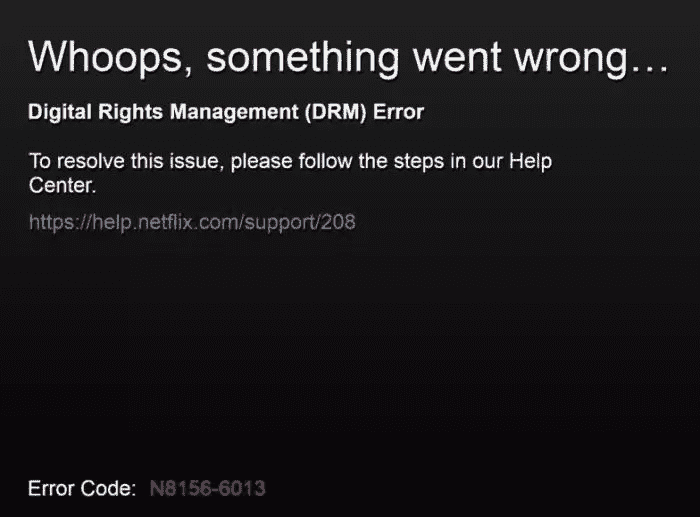 Whoops, something went wrong...
Digital Rights Management (DRM) Error
To resolve this issue, please follow the steps in our Help
Center.
https://help.netflix.com/support/208
Error Code: N8156-6013